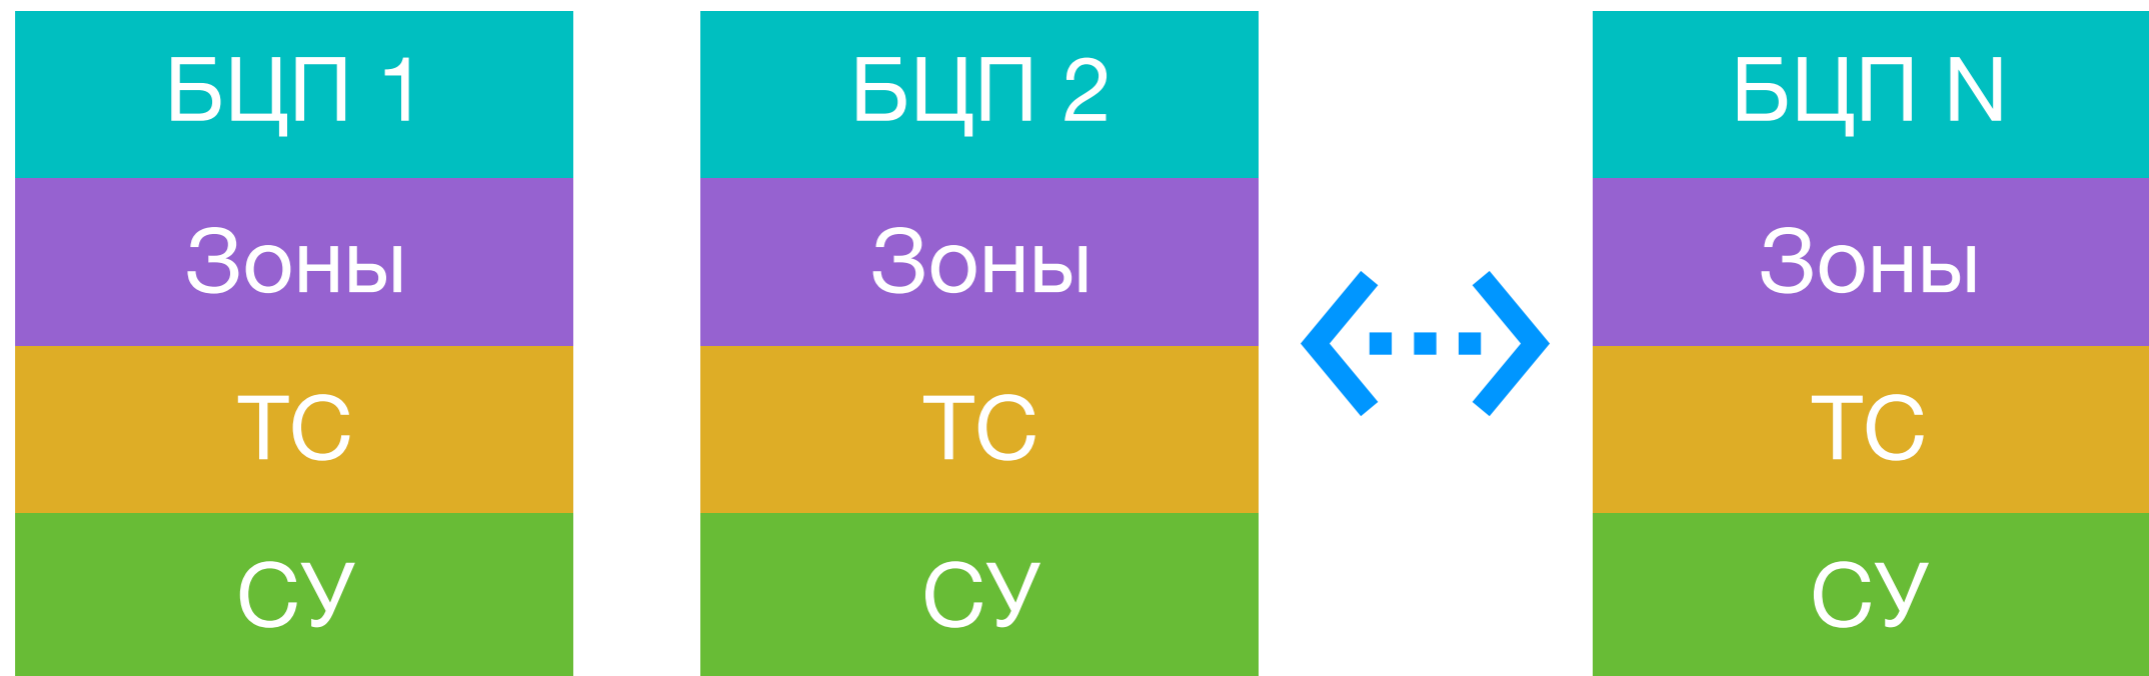 БЦП 1
Зоны
ТС
СУ
БЦП 2
Зоны
ТС
СУ
БЦП N
Зоны
ТС
СУ